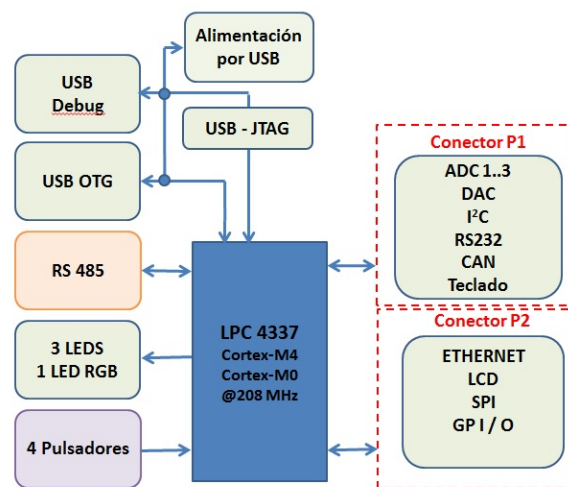 Alimentación
por USB
USB
Debug
USB - JTAG
USB OTG
RS 485
3 LEDS
1 LED RGB
4 Pulsadores
LPC 4337
Cortex-M4
Cortex-M0
@208 MHz
Conector P1
ADC 1..3
DAC
I²C
RS232
CAN
Teclado
Conector P2
ETHERNET
LCD
SPI
GP I / O